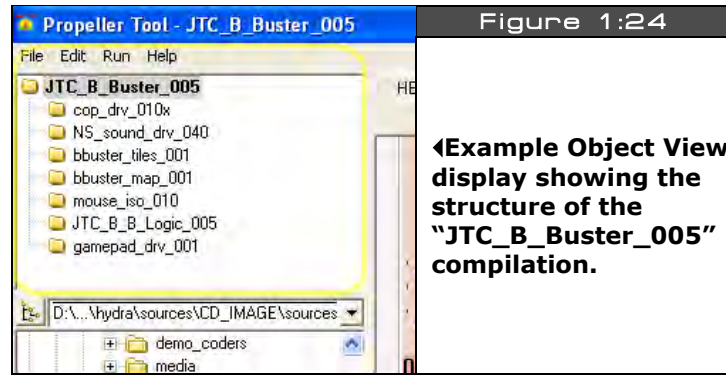 Propeller Tool - JTC_B_Buster_005
File Edit Run Help
JTC_B_Buster_005
cop_drv_010x
NS_sound_drv_040
bbuster_tiles_001
bbuster_map_001
mouse_iso_010
JTC_B_B_Logic_005
gamepad_drv_001
D:\...\hydra\sources\CD_IMAGE\sources
demo_coders
media
HE
Figure 1:24
Example Object View
display showing the
structure of the
“JTC_B_Buster_005”
compilation.